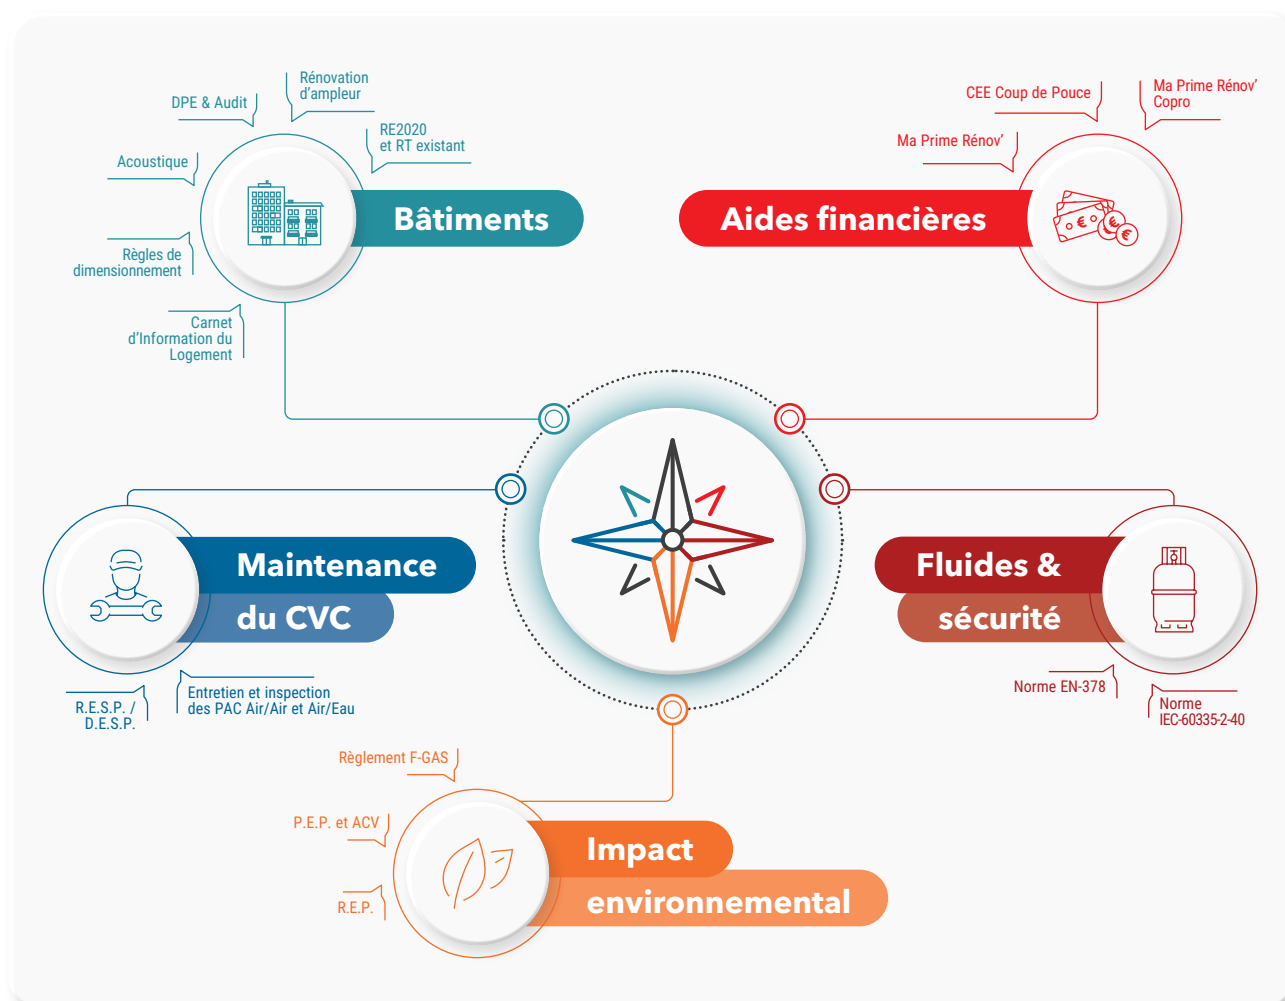 Rénovation
d'ampleur
DPE & Audit
RE2020
et RT existant
Acoustique
Bâtiments
Règles de
dimensionnement
Carnet
d'Information du
Logement
CEE Coup de Pouce
Ma Prime Rénov'
Copro
Ma Prime Rénov'
Aides financières
Maintenance
du CVC
R.E.S.P. /
D.E.S.P.
Entretien et inspection
des PAC Air/Air et Air/Eau
Fluides &
sécurité
Norme EN-378
Norme
IEC-60335-2-40
Règlement F-GAS
P.E.P. et ACV
R.E.P.
Impact
environnemental